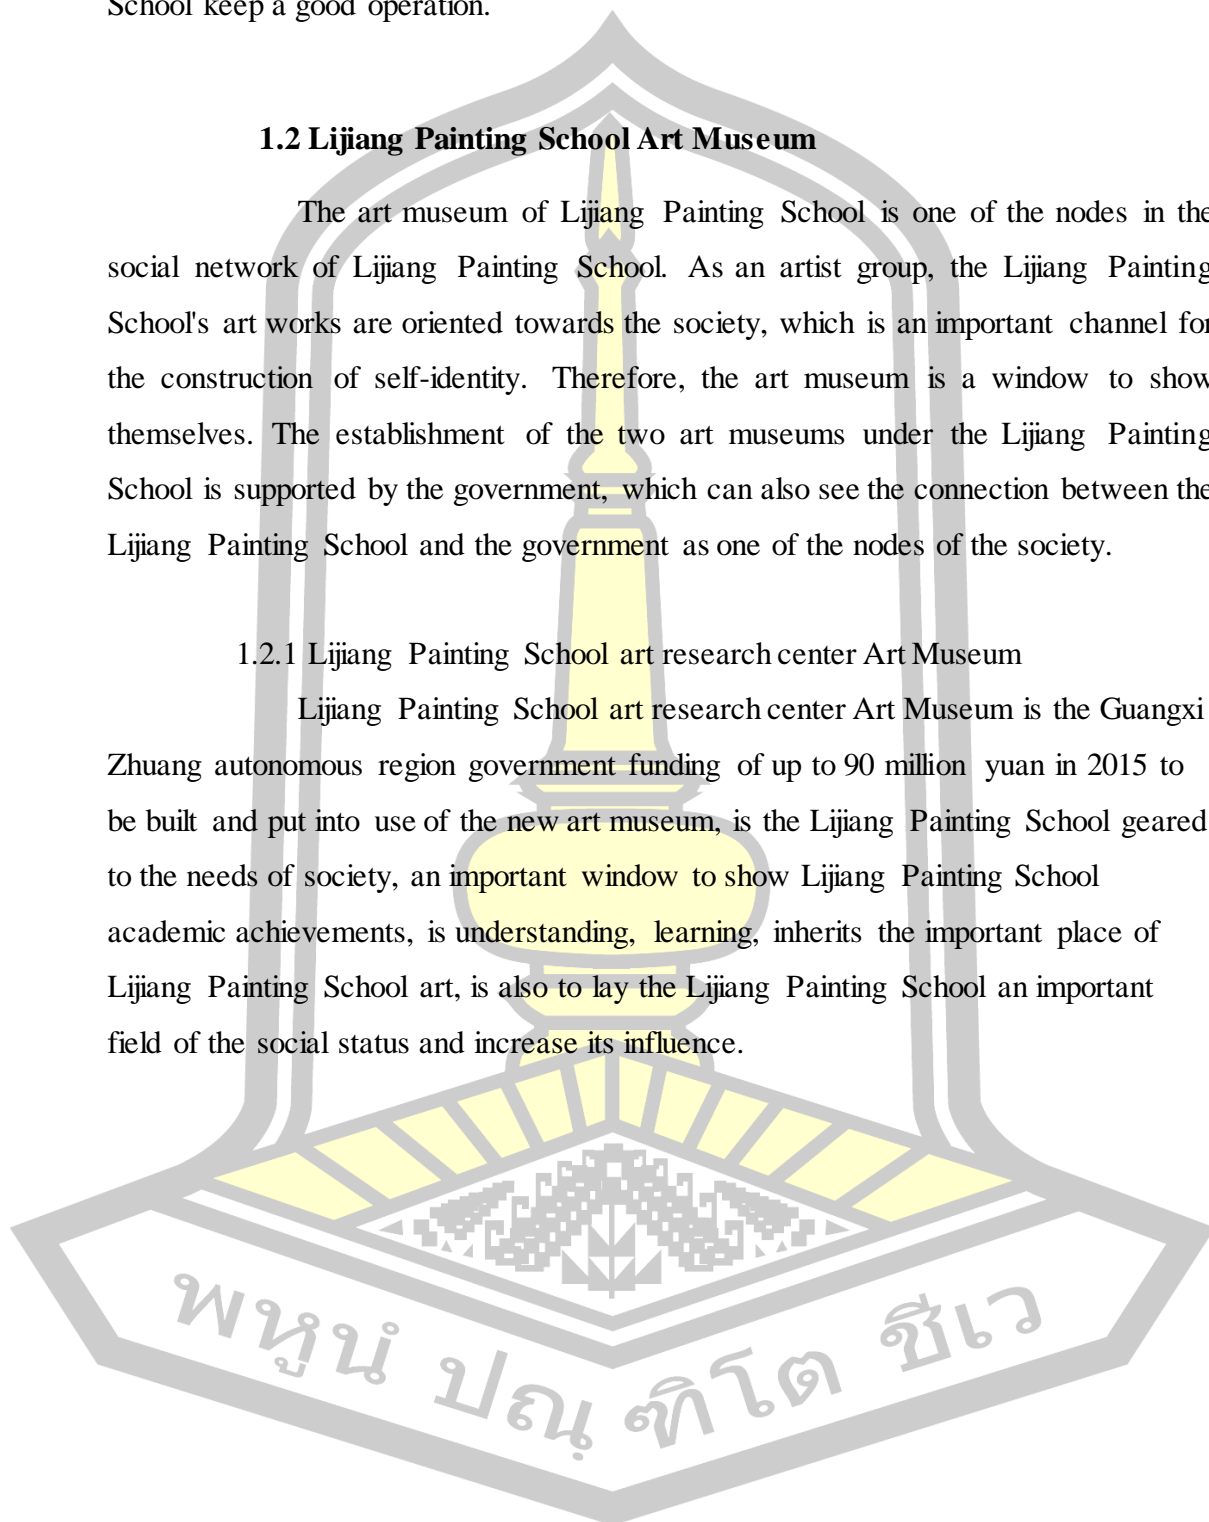 School keep a good operation.
1.2 Lijiang Painting School Art Museum
The art museum of Lijiang Painting School is one of the nodes in the
social network of Lijiang Painting School. As an artist group, the Lijiang Painting
School's art works are oriented towards the society, which is an important channel for
the construction of self-identity. Therefore, the art museum is a window to show
themselves. The establishment of the two art museums under the Lijiang Painting
School is supported by the government, which can also see the connection between the
Lijiang Painting School and the government as one of the nodes of the society.
1.2.1 Lijiang Painting School art research center Art Museum
Lijiang Painting School art research center Art Museum is the Guangxi
Zhuang autonomous region government funding of up to 90 million yuan in 2015 to
be built and put into use of the new art museum, is the Lijiang Painting School geared
to the needs of society, an important window to show Lijiang Painting School
academic achievements, is understanding, learning, inherits the important place of
Lijiang Painting School art, is also to lay the Lijiang Painting School an important
field of the social status and increase its influence.
พหูนํ ปณฺฑิโต ชีเว